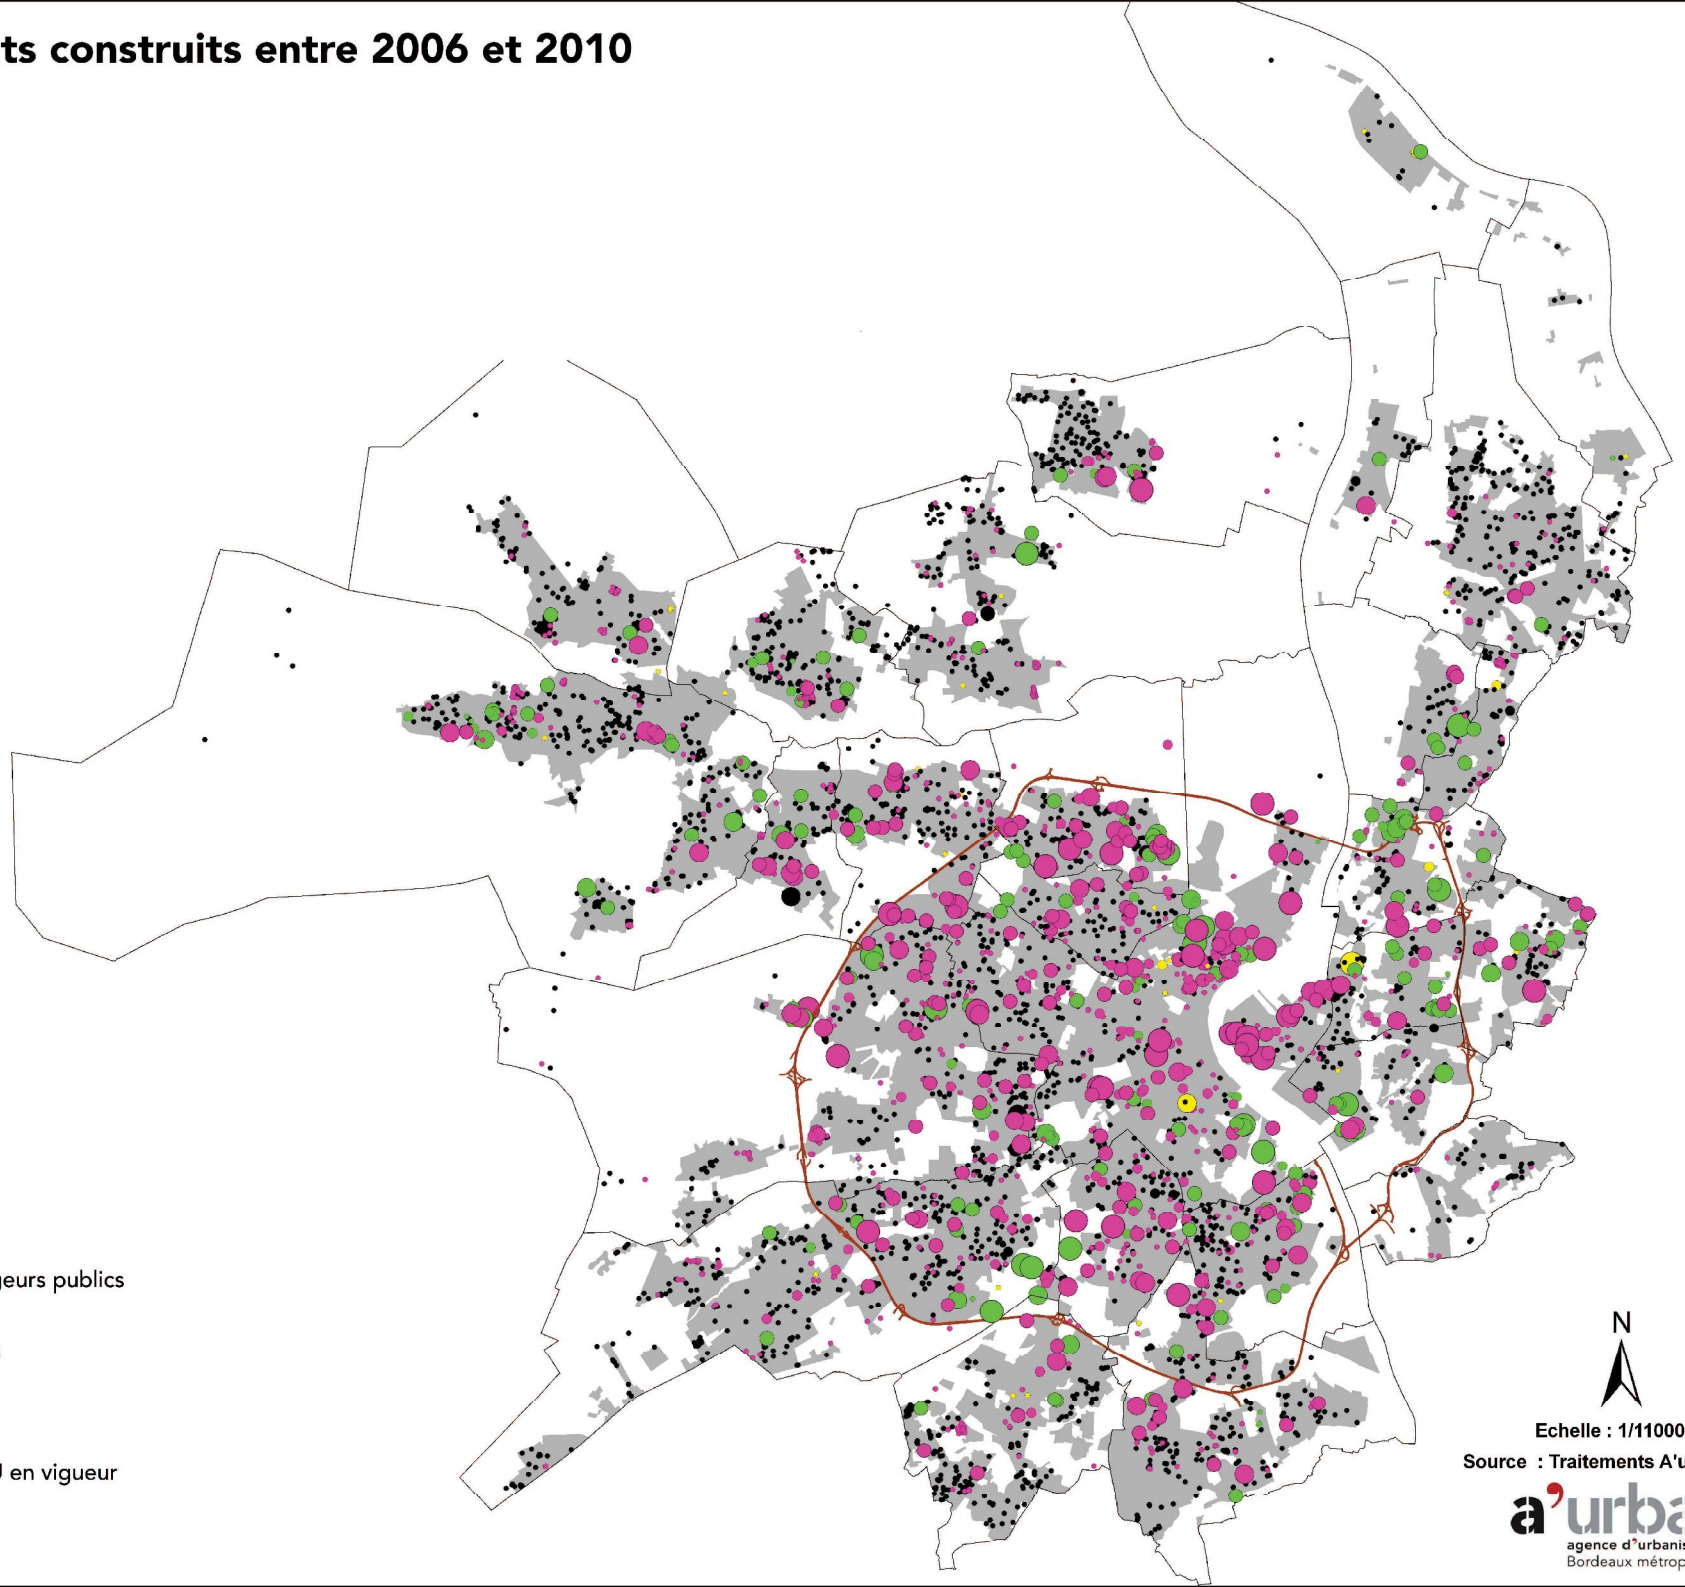 ts construits entre 2006 et 2010
geurs publics
U en vigueur
N
Echelle : 1/11000
Source : Traitements A'u
a'urba
agence d'urbanis
Bordeaux métrop